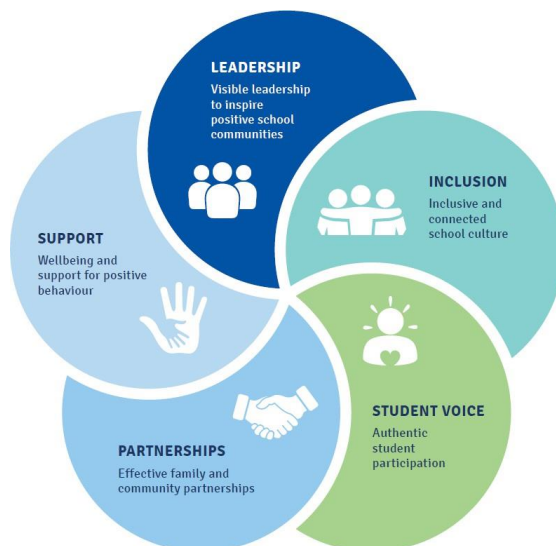 LEADERSHIP
Visible leadership
to inspire
positive school
communities
INCLUSION
Inclusive and
connected
school culture
STUDENT VOICE
Authentic
student
participation
PARTNERSHIPS
Effective family and
community partnerships
SUPPORT
Wellbeing and
support for positive
behaviour